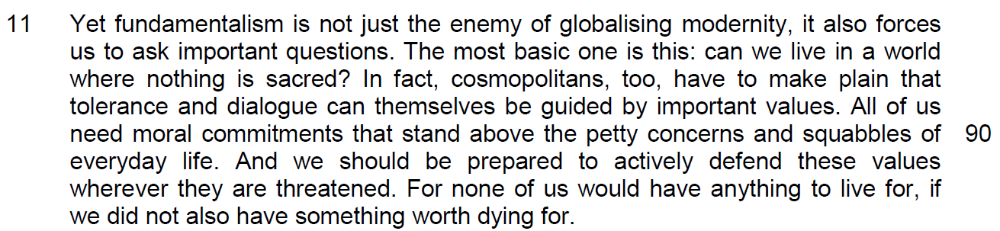 11 Yet fundamentalism is not just the enemy of globalising modernity, it also forces
us to ask important questions. The most basic one is this: can we live in a world
where nothing is sacred? In fact, cosmopolitans, too, have to make plain that
tolerance and dialogue can themselves be guided by important values. All of us
need moral commitments that stand above the petty concerns and squabbles of 90
everyday life. And we should be prepared to actively defend these values
wherever they are threatened. For none of us would have anything to live for, if
we did not also have something worth dying for.